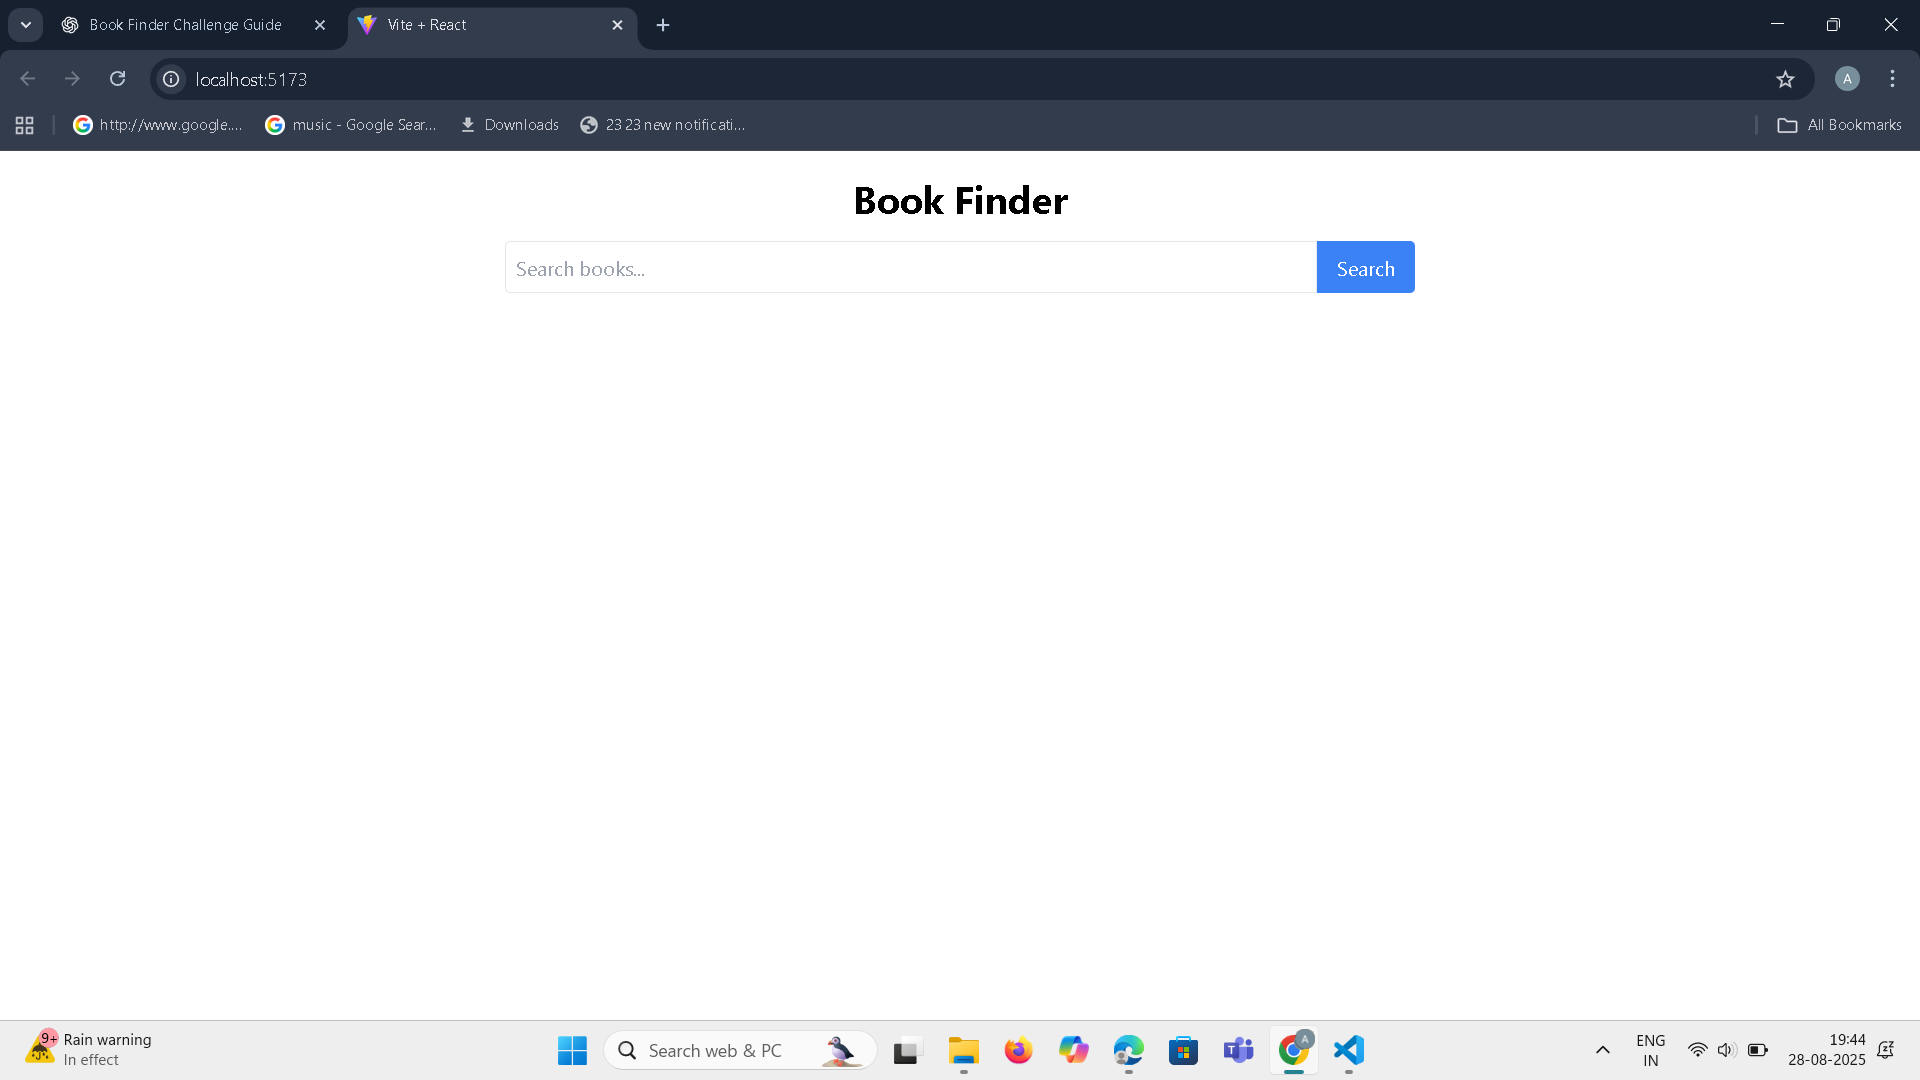 Book Finder Challenge Guide
Vite + React
localhost:5173
A
http://www.google....
music - Google Sear...
Downloads
23 23 new notificati...
All Bookmarks
Book Finder
Search books...
Search
9+
Rain warning
In effect
Search web & PC
T
A
ENG
IN
19:44
28-08-2025